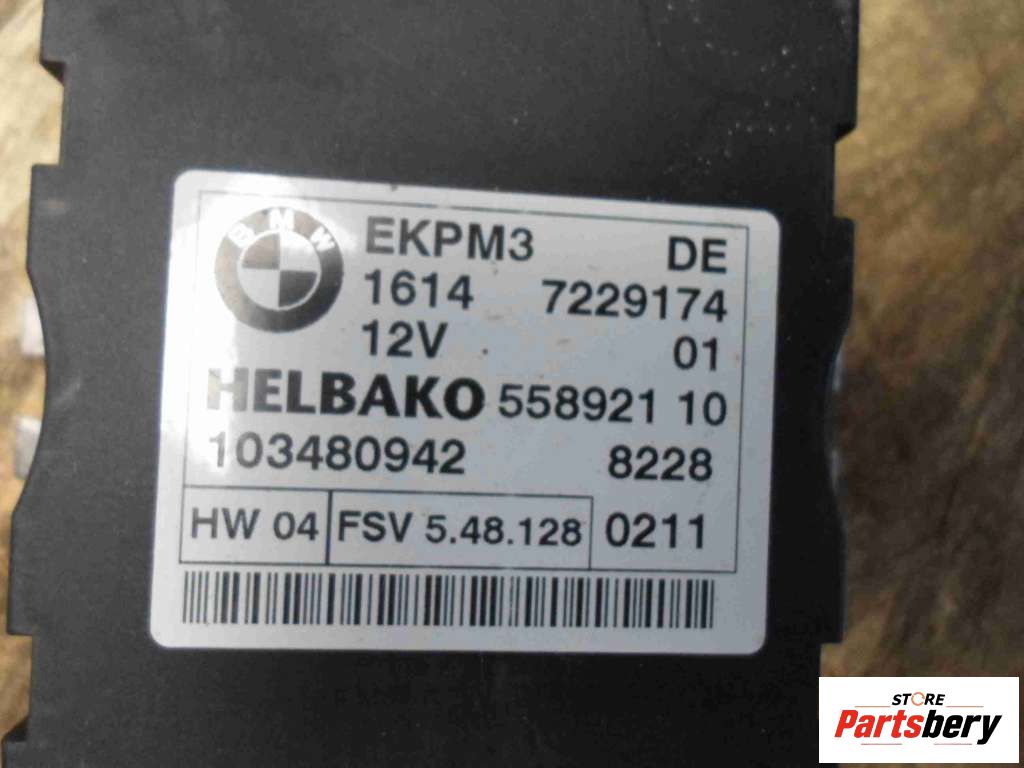 BMW
EKPM3 DE
1614 7229174
12V 01
HELBAKO 558921 10
103480942 8228
HW 04 FSV 5.48.128 0211
STORE
Partsbery